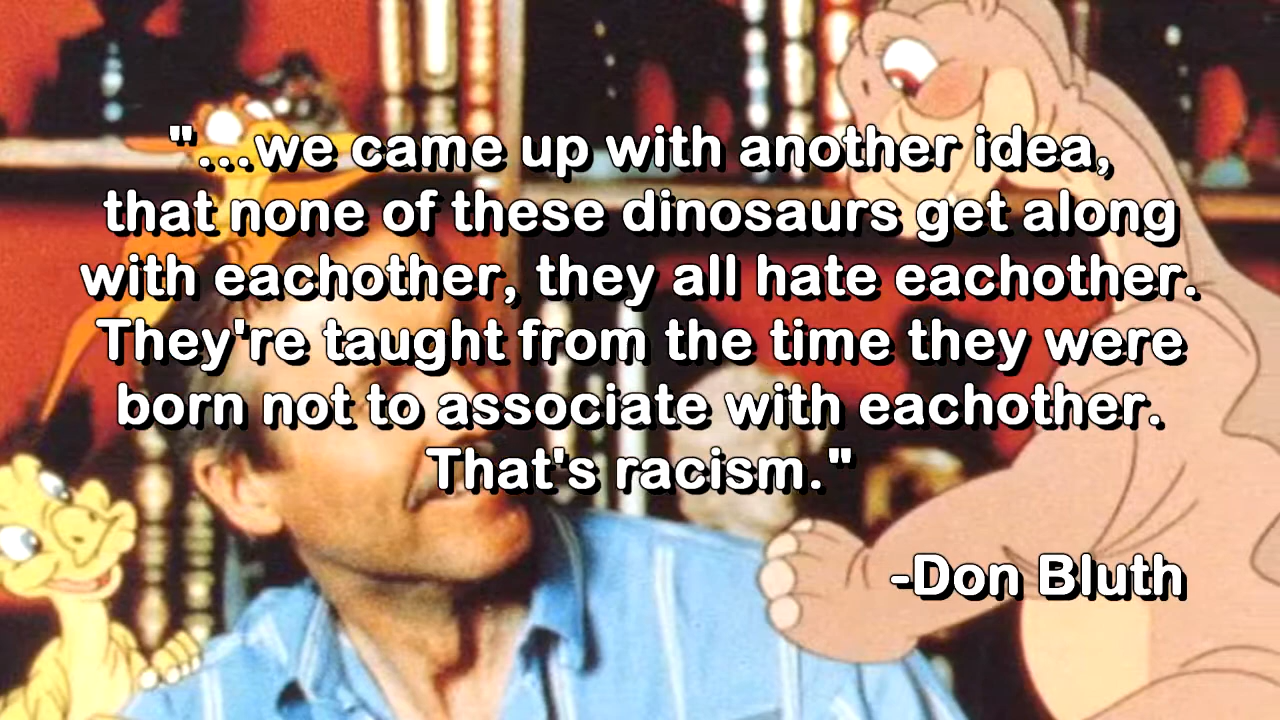 "...we came up with another idea,
that none of these dinosaurs get along
with eachother, they all hate eachother.
They're taught from the time they were
born not to associate with eachother.
That's racism."
-Don Bluth